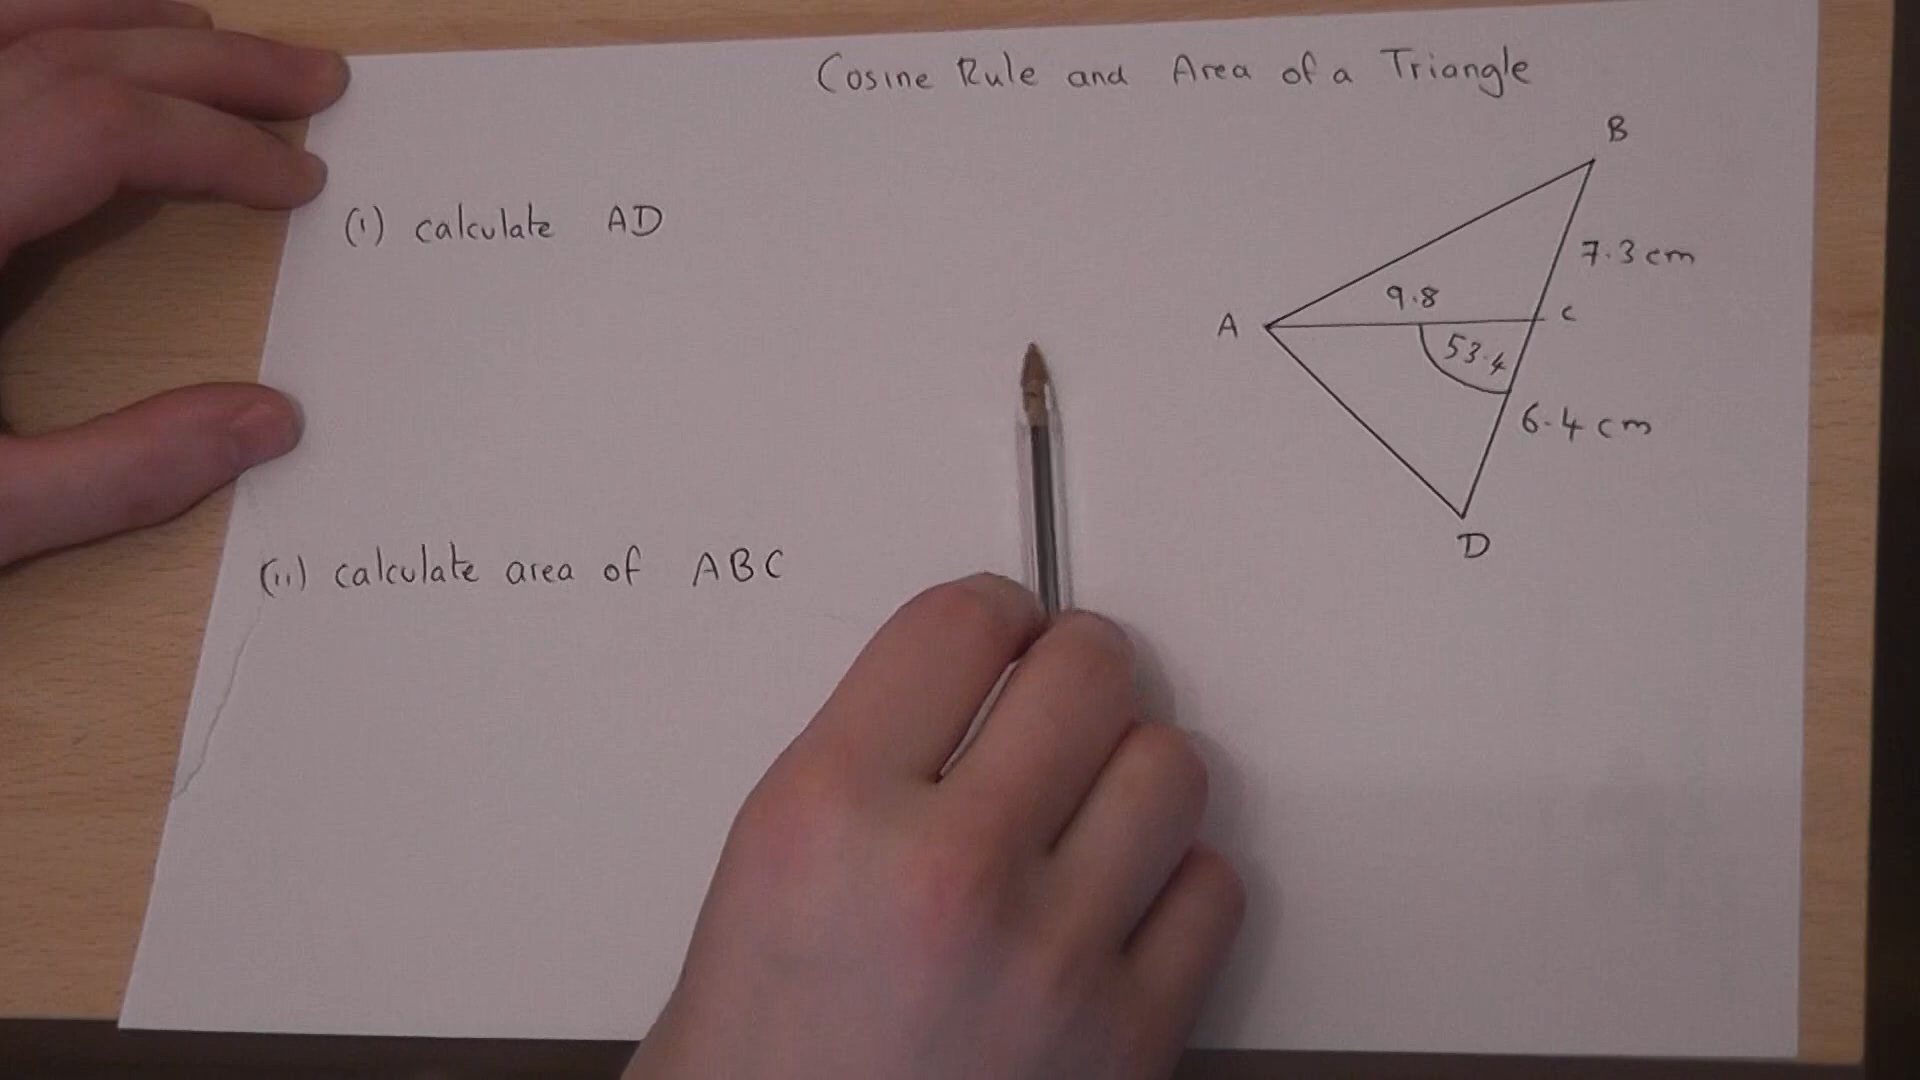 Cosine Rule and Area of a Triangle
B
(i) calculate AD
7.3 cm
9.8
A
c
53.4
6.4 cm
D
(ii) calculate area of ABC